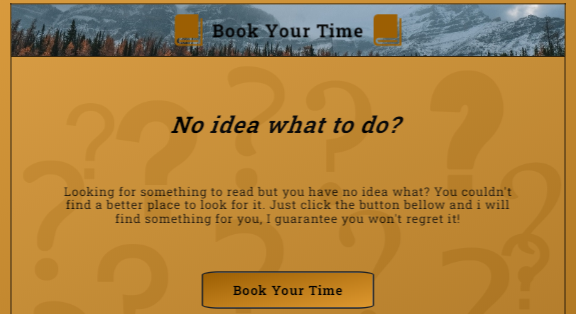 Book Your Time
No idea what to do?
Looking for something to read but you have no idea what? You couldn't
find a better place to look for it. Just click the button bellow and i will
find something for you, I guarantee you won't regret it!
Book Your Time